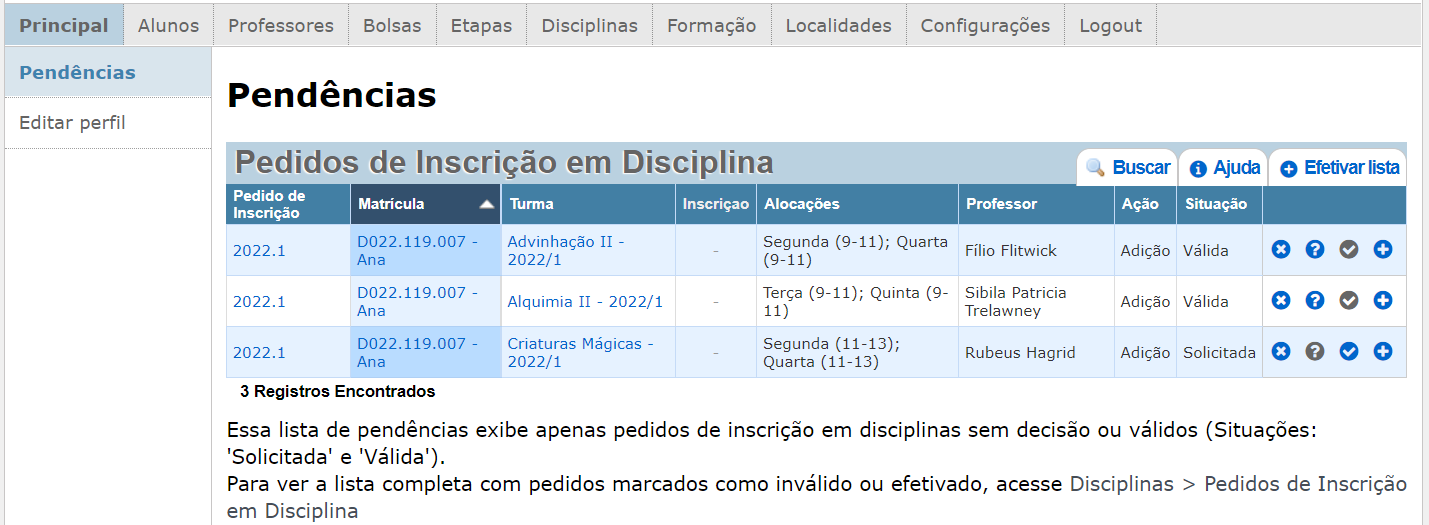 Principal Alunos Professores Bolsas Etapas Disciplinas Formação Localidades Configurações Logout
Pendências
Editar perfil
Pendências
Pedidos de Inscrição em Disciplina
Buscar Ajuda Efetivar lista
Pedido de Inscrição Matrícula Turma Inscriçao Alocações Professor Ação Situação
2022.1 D022.119.007 - Ana Advinhação II - 2022/1 - Segunda (9-11); Quarta (9-11) Fílio Flitwick Adição Válida
2022.1 D022.119.007 - Ana Alquimia II - 2022/1 - Terça (9-11); Quinta (9-11) Sibila Patricia Trelawney Adição Válida
2022.1 D022.119.007 - Ana Criaturas Mágicas - 2022/1 - Segunda (11-13); Quarta (11-13) Rubeus Hagrid Adição Solicitada
3 Registros Encontrados
Essa lista de pendências exibe apenas pedidos de inscrição em disciplinas sem decisão ou válidos (Situações:
'Solicitada' e 'Válida').
Para ver a lista completa com pedidos marcados como inválido ou efetivado, acesse Disciplinas > Pedidos de Inscrição
em Disciplina